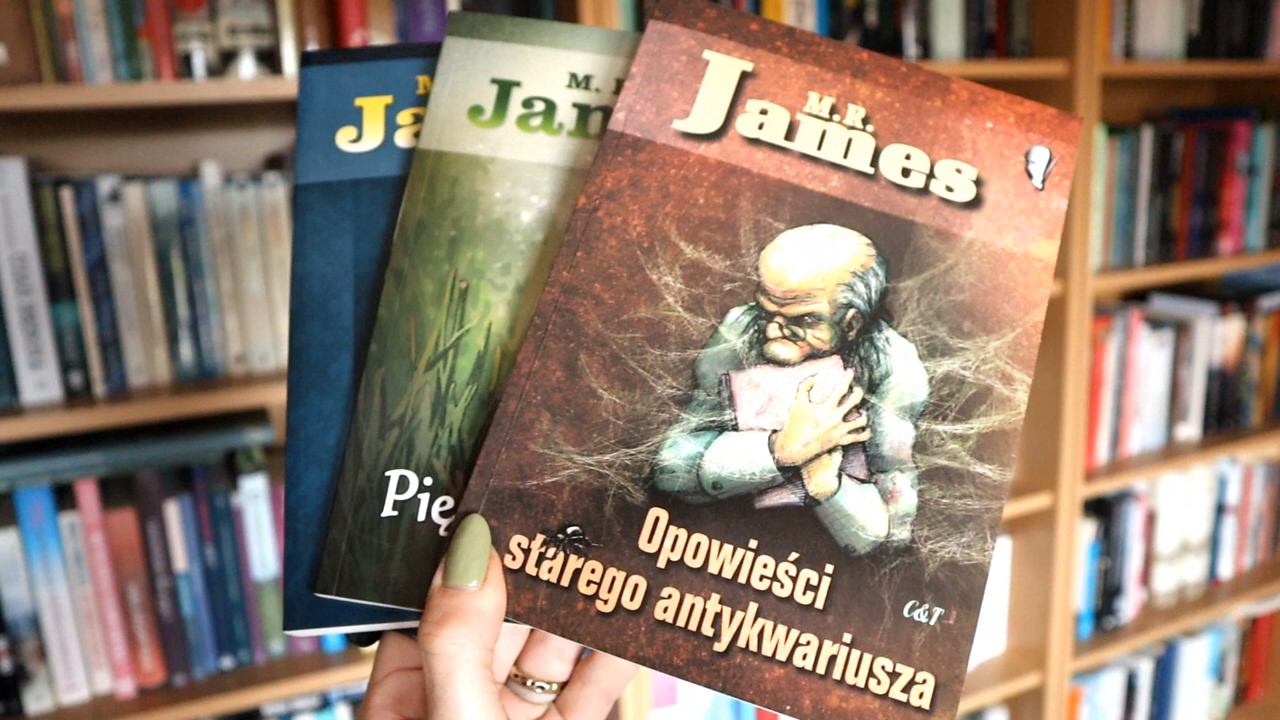 M.R.
James
Opowieści
starego antykwariusza
C&T
M.
Jam
Pię
M
Ja